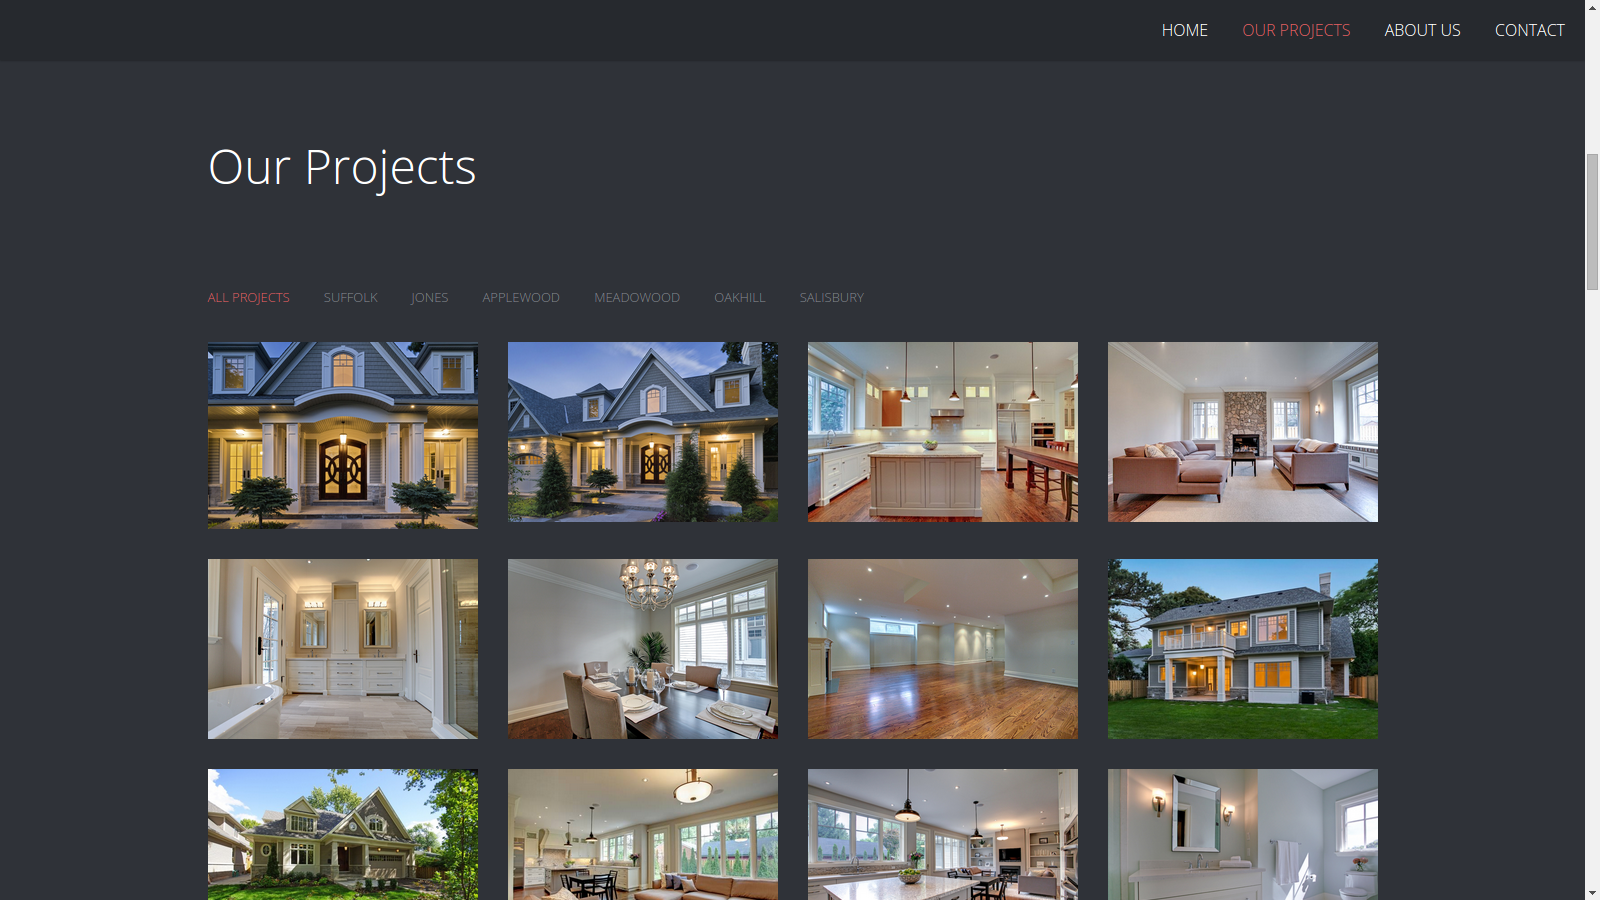 HOME OUR PROJECTS ABOUT US CONTACT
Our Projects
ALL PROJECTS SUFFOLK JONES APPLEWOOD MEADOWOOD OAKHILL SALISBURY